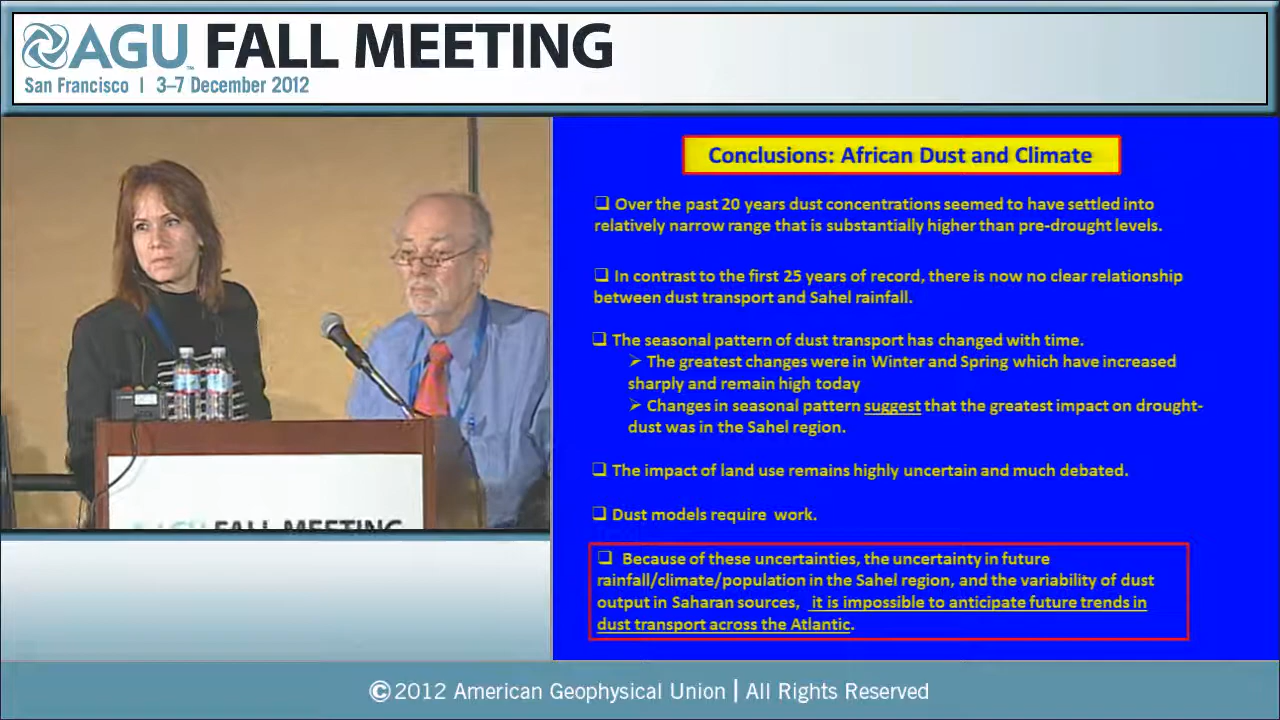 AGU FALL MEETING
San Francisco | 3–7 December 2012
Conclusions: African Dust and Climate
❑ Over the past 20 years dust concentrations seemed to have settled into
relatively narrow range that is substantially higher than pre-drought levels.
❑ In contrast to the first 25 years of record, there is now no clear relationship
between dust transport and Sahel rainfall.
❑ The seasonal pattern of dust transport has changed with time.
➢ The greatest changes were in Winter and Spring which have increased
sharply and remain high today
➢ Changes in seasonal pattern suggest that the greatest impact on drought-
dust was in the Sahel region.
❑ The impact of land use remains highly uncertain and much debated.
❑ Dust models require work.
❑ Because of these uncertainties, the uncertainty in future
rainfall/climate/population in the Sahel region, and the variability of dust
output in Saharan sources, it is impossible to anticipate future trends in
dust transport across the Atlantic.
AGU FALL MEETING
©2012 American Geophysical Union | All Rights Reserved